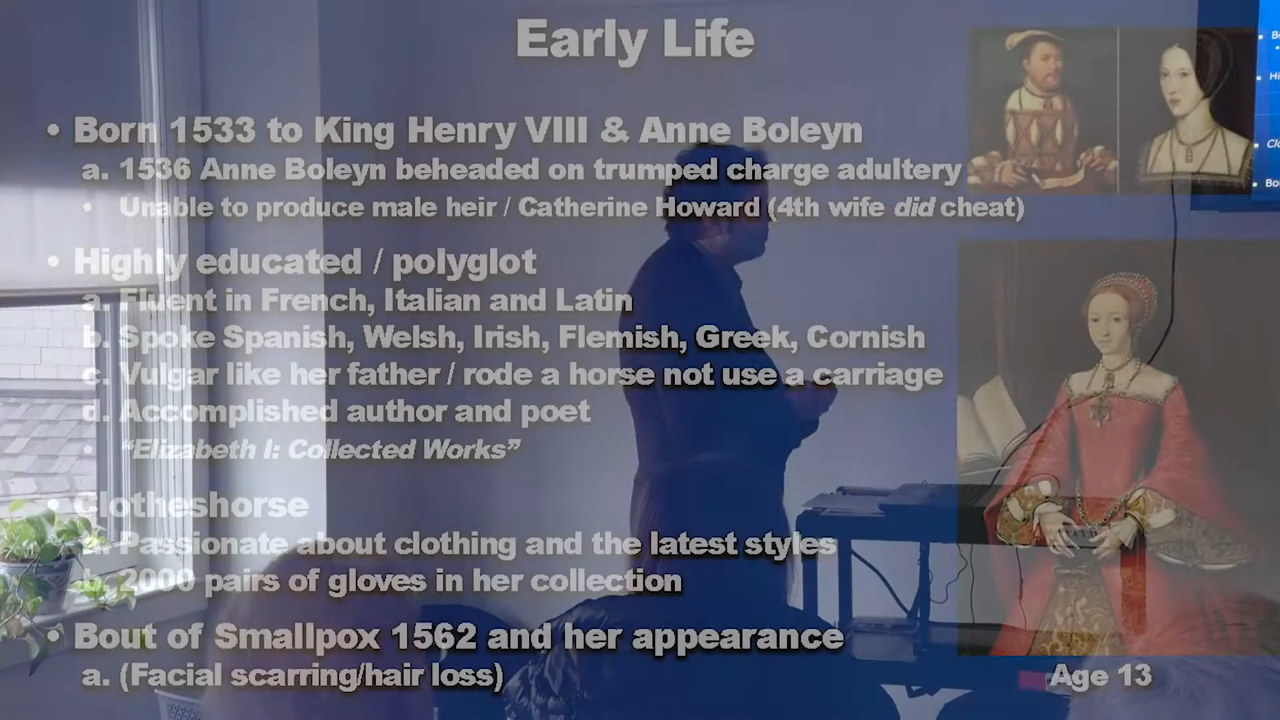 Early Life
• Born 1533 to King Henry VIII & Anne Boleyn
a. 1536 Anne Boleyn beheaded on trumped charge adultery
• Unable to produce male heir / Catherine Howard (4th wife did cheat)
• Highly educated / polyglot
a. Fluent in French, Italian and Latin
b. Spoke Spanish, Welsh, Irish, Flemish, Greek, Cornish
c. Vulgar like her father / rode a horse not use a carriage
d. Accomplished author and poet
• “Elizabeth I: Collected Works”
• Clotheshorse
a. Passionate about clothing and the latest styles
b. 2000 pairs of gloves in her collection
• Bout of Smallpox 1562 and her appearance
a. (Facial scarring/hair loss)
Age 13